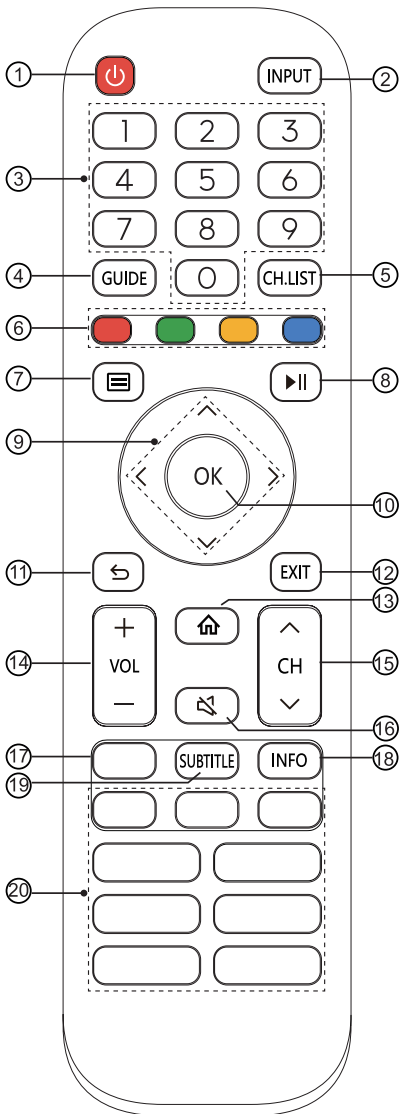 ① INPUT ②
1 2 3
③ 4 5 6
7 8 9
④ GUIDE 0 CH.LIST ⑤
⑥
⑦ ⑧
⑨
OK ⑩
⑪ EXIT ⑫
⑬
+
⑭ VOL CH ⑮
—
⑯
⑰ SUBTITLE INFO ⑱
⑲
⑳